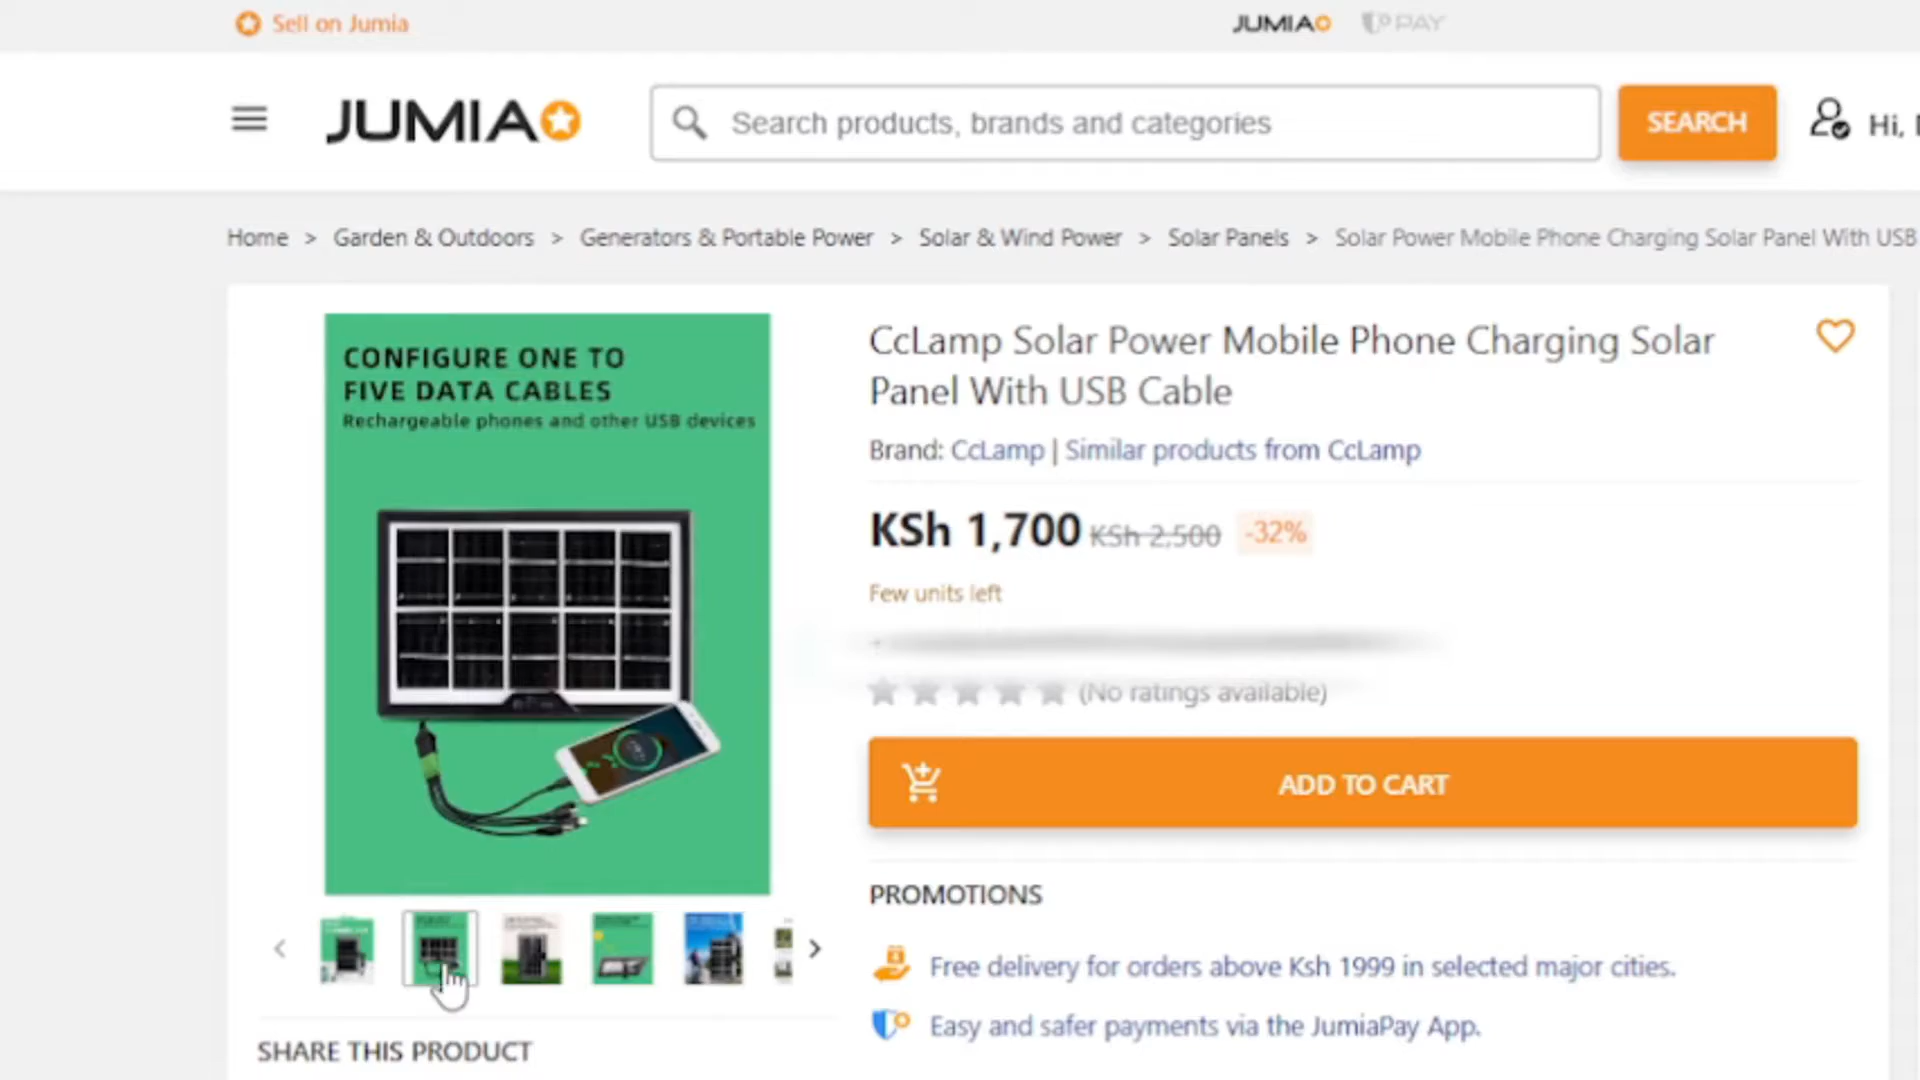 Sell on Jumia
JUMIA
PAY
JUMIA
Search products, brands and categories
SEARCH
Hi,
Home > Garden & Outdoors > Generators & Portable Power > Solar & Wind Power > Solar Panels > Solar Power Mobile Phone Charging Solar Panel With USB
CONFIGURE ONE TO
FIVE DATA CABLES
Rechargeable phones and other USB devices
CcLamp Solar Power Mobile Phone Charging Solar
Panel With USB Cable
Brand: CcLamp | Similar products from CcLamp
KSh 1,700 KSh 2,500 -32%
Few units left
(No ratings available)
ADD TO CART
PROMOTIONS
Free delivery for orders above Ksh 1999 in selected major cities.
Easy and safer payments via the JumiaPay App.
SHARE THIS PRODUCT